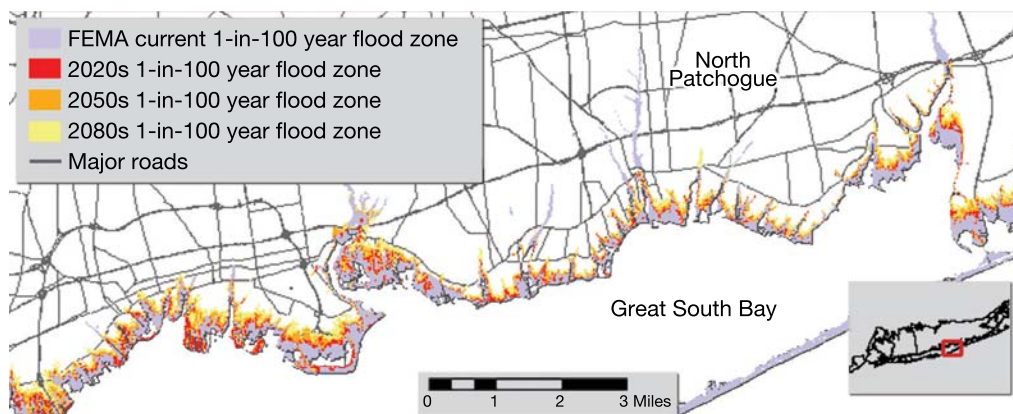 FEMA current 1-in-100 year flood zone
2020s 1-in-100 year flood zone
2050s 1-in-100 year flood zone
2080s 1-in-100 year flood zone
Major roads
North
Patchogue
Great South Bay
0 1 2 3 Miles